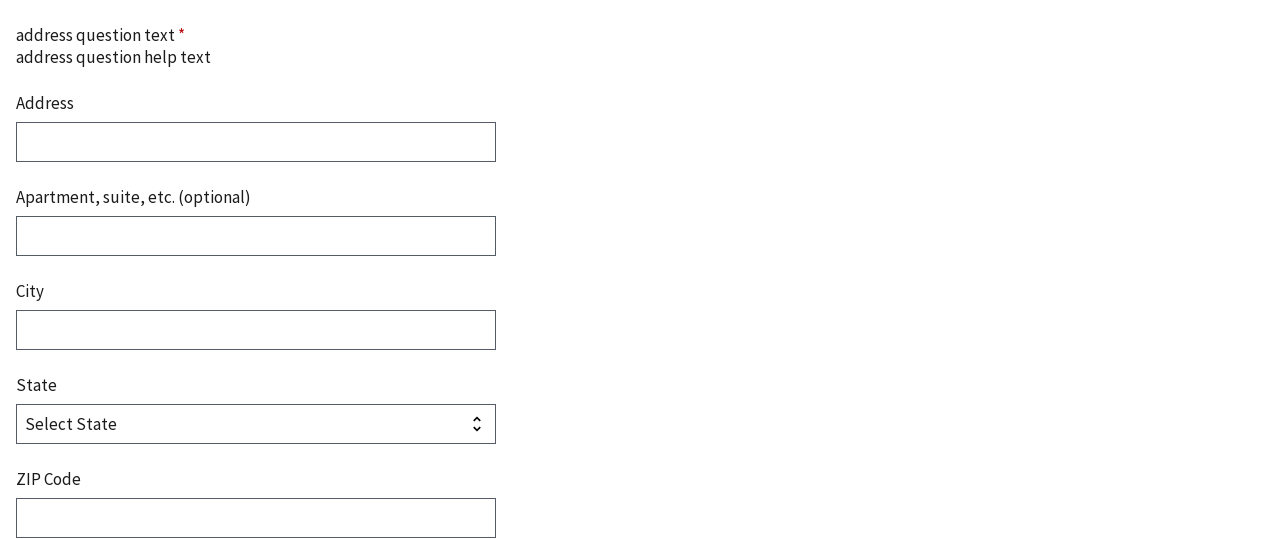 address question text *
address question help text
Address
Apartment, suite, etc. (optional)
City
State
Select State
ZIP Code